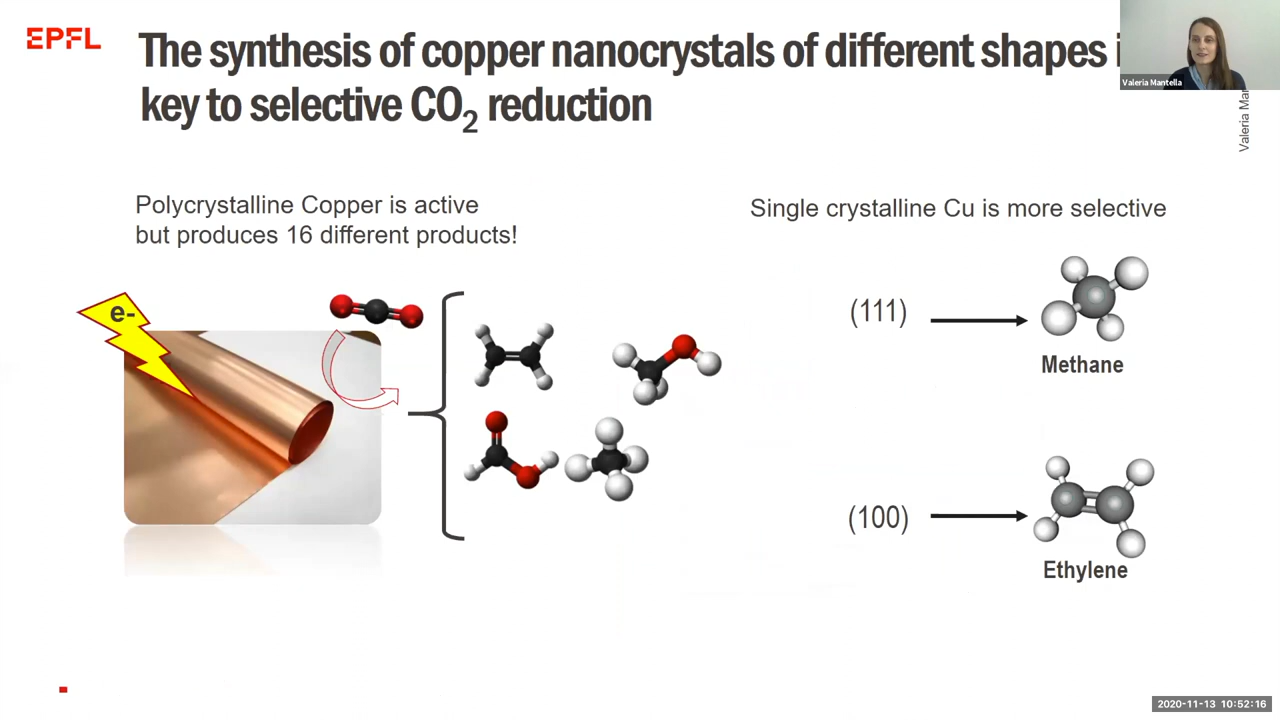 EPFL
The synthesis of copper nanocrystals of different shapes
key to selective CO₂ reduction
Valeria Mantella
Valeria Mar
Polycrystalline Copper is active
but produces 16 different products!
Single crystalline Cu is more selective
e-
(111)
Methane
(100)
Ethylene
2020-11-13 10:52:16